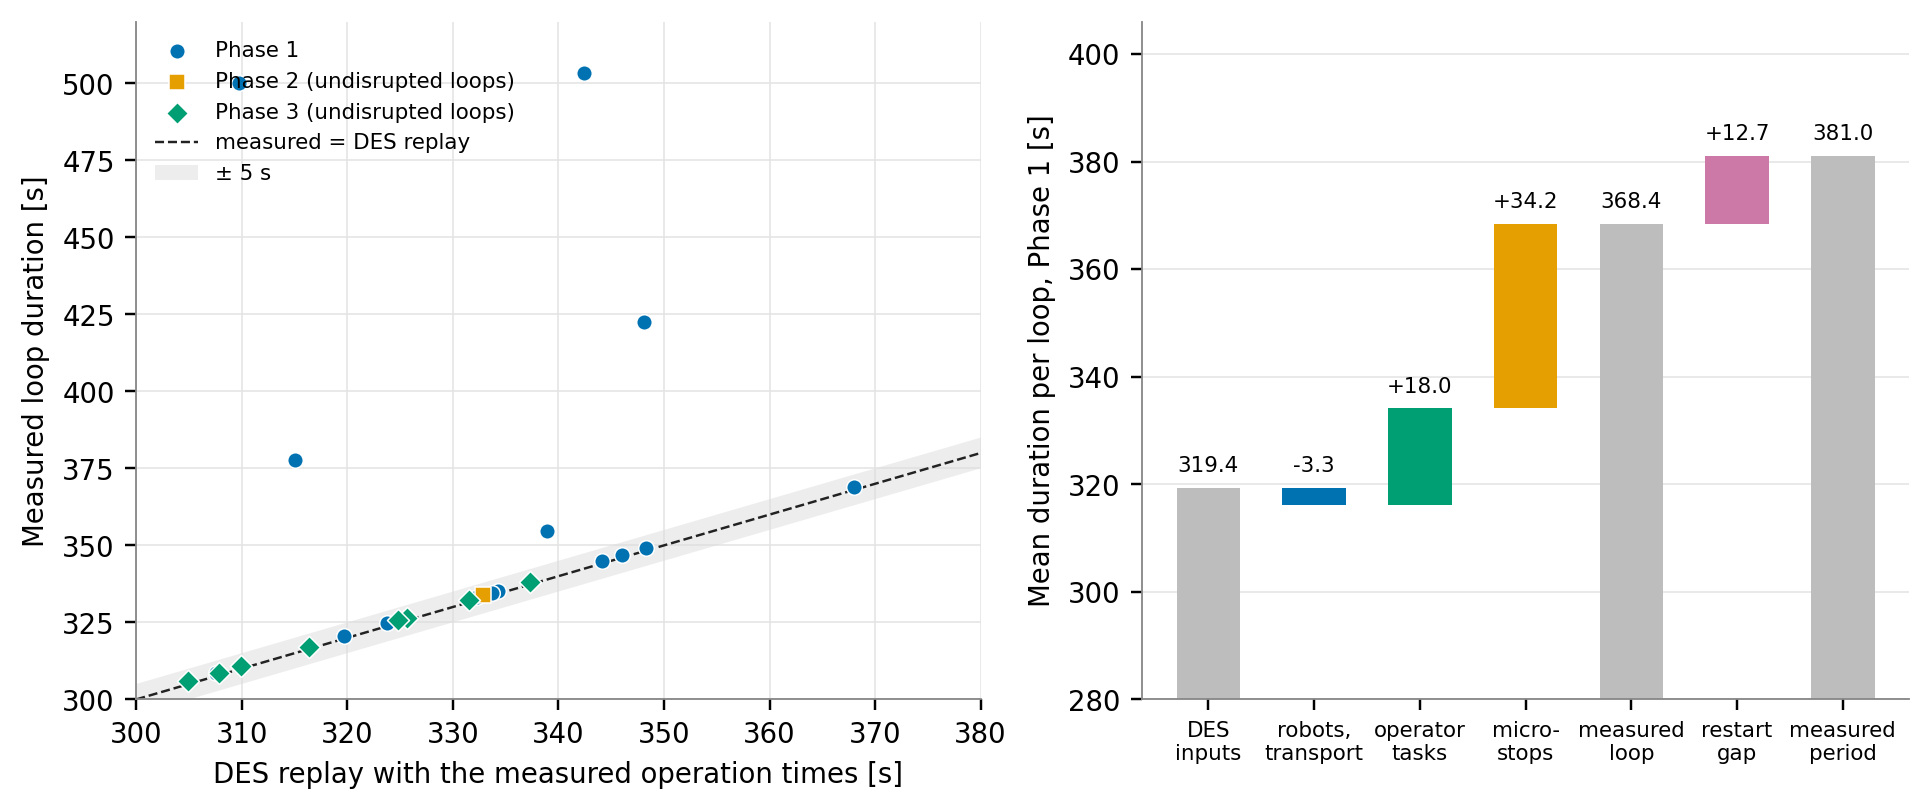 Measured loop duration [s]
500
475
450
425
400
375
350
325
300
Phase 1
Phase 2 (undisrupted loops)
Phase 3 (undisrupted loops)
measured = DES replay
± 5 s
300 310 320 330 340 350 360 370 380
DES replay with the measured operation times [s]
Mean duration per loop, Phase 1 [s]
400
380
360
340
320
300
280
319.4
-3.3
+18.0
+34.2
368.4
+12.7
381.0
DES
inputs
robots,
transport
operator
tasks
micro-
stops
measured
loop
restart
gap
measured
period